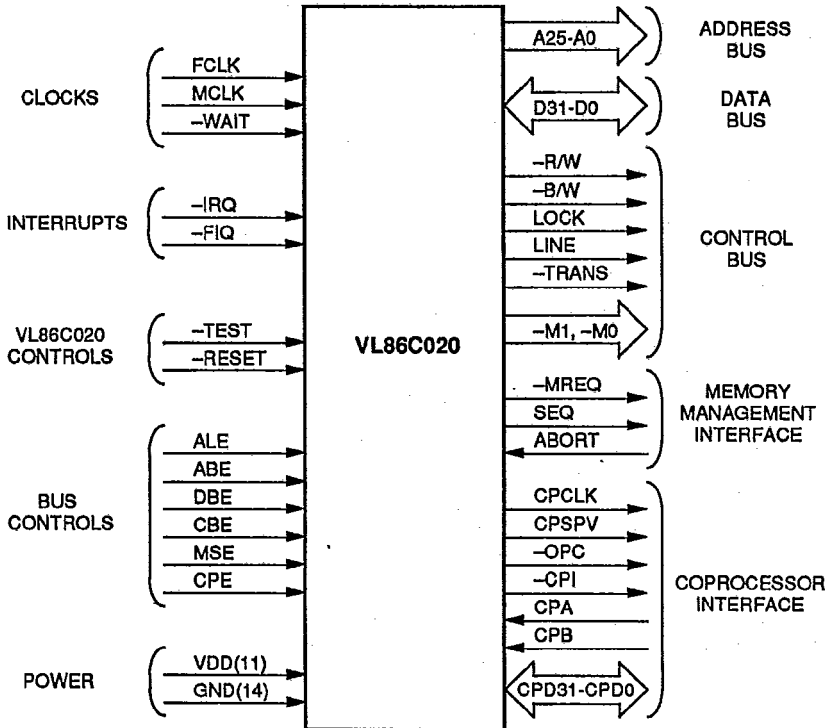 CLOCKS
FCLK
MCLK
–WAIT
INTERRUPTS
–IRQ
–FIQ
VL86C020
CONTROLS
–TEST
–RESET
BUS
CONTROLS
ALE
ABE
DBE
CBE
MSE
CPE
POWER
VDD(11)
GND(14)
VL86C020
A25-A0
ADDRESS
BUS
D31-D0
DATA
BUS
–R/W
–B/W
LOCK
LINE
–TRANS
–M1, –M0
CONTROL
BUS
–MREQ
SEQ
ABORT
MEMORY
MANAGEMENT
INTERFACE
CPCLK
CPSPV
–OPC
–CPI
CPA
CPB
CPD31-CPD0
COPROCESSOR
INTERFACE